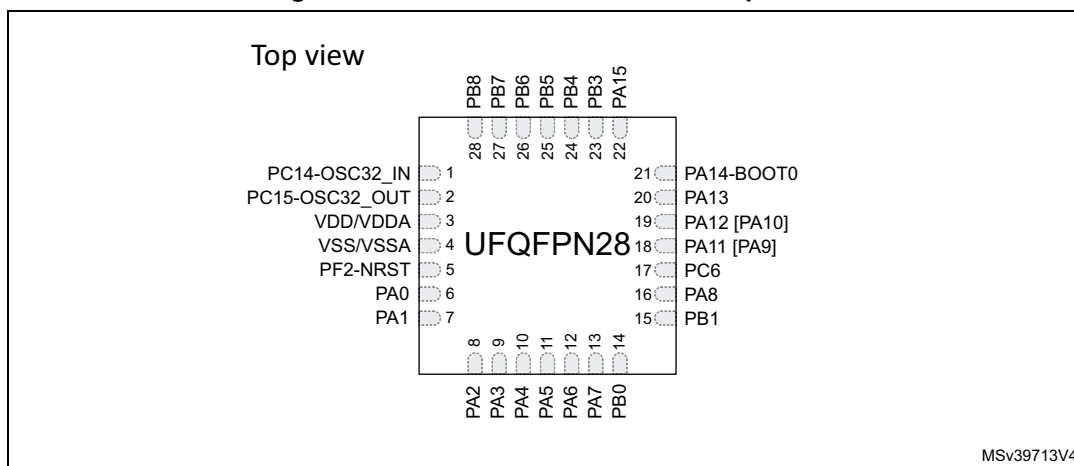 Top view
PB8
PB7
PB6
PB5
PB4
PB3
PA15
28
27
26
25
24
23
22
PC14-OSC32_IN 1
PC15-OSC32_OUT 2
VDD/VDDA 3
VSS/VSSA 4
PF2-NRST 5
PA0 6
PA1 7
UFQFPN28
21 PA14-BOOT0
20 PA13
19 PA12 [PA10]
18 PA11 [PA9]
17 PC6
16 PA8
15 PB1
8
9
10
11
12
13
14
PA2
PA3
PA4
PA5
PA6
PA7
PB0
MSv39713V4